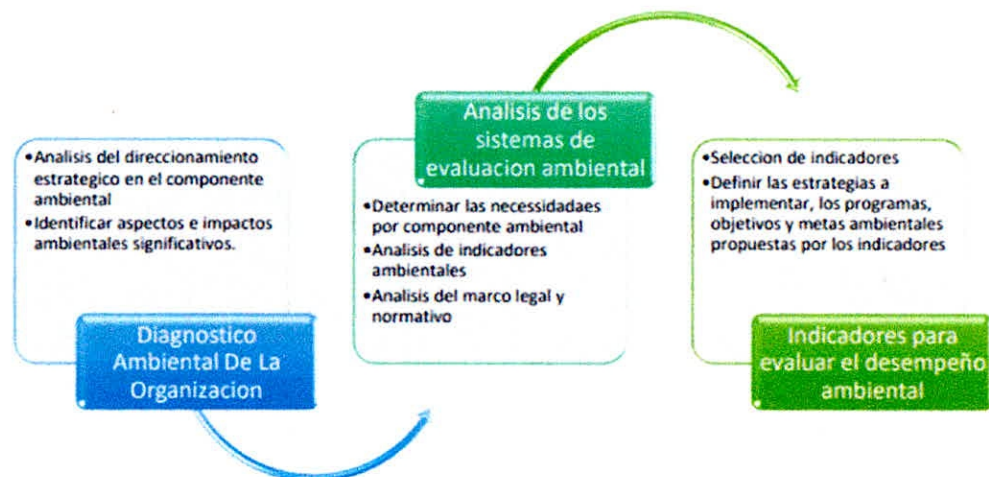 •Analisis del direccionamiento
estrategico en el componente
ambiental
•Identificar aspectos e impactos
ambientales significativos.
Diagnostico
Ambiental De La
Organizacion
Analisis de los
sistemas de
evaluacion ambiental
•Determinar las necessidadaes
por componente ambiental
•Analisis de indicadores
ambientales
•Analisis del marco legal y
normativo
•Seleccion de indicadores
•Definir las estrategias a
implementar, los programas,
objetivos y metas ambientales
propuestas por los indicadores
Indicadores para
evaluar el desempeño
ambiental